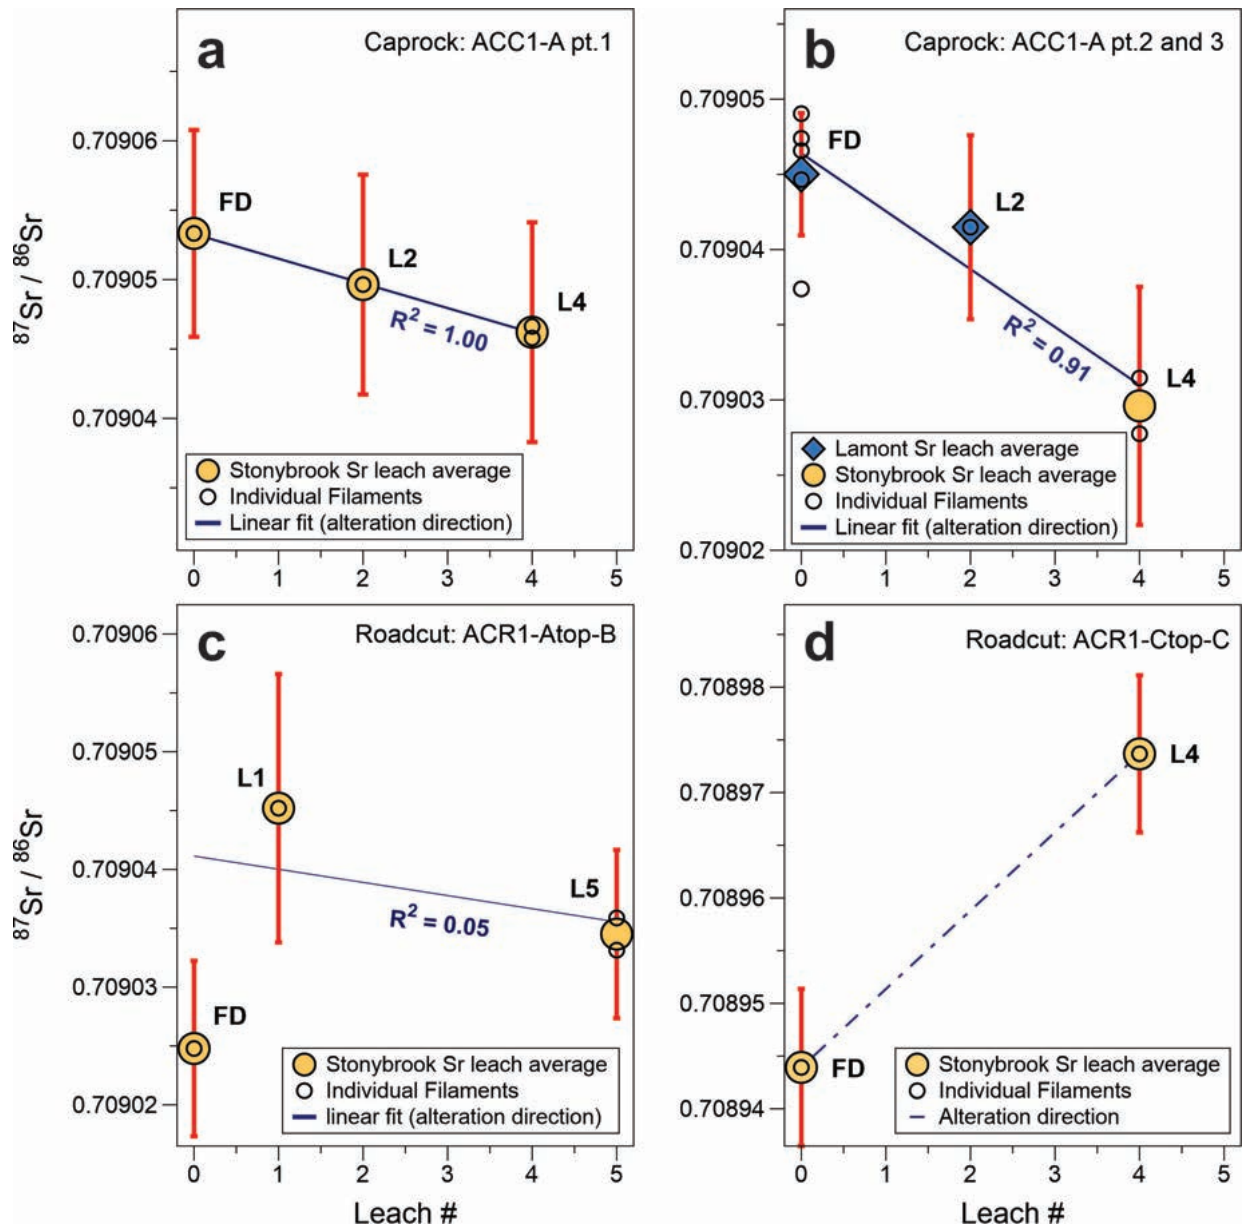 a
Caprock: ACC1-A pt.1
0.70906
0.70905
0.70904
87Sr / 86Sr
FD
L2
L4
R2 = 1.00
Stonybrook Sr leach average
Individual Filaments
Linear fit (alteration direction)
0 1 2 3 4 5
b
Caprock: ACC1-A pt.2 and 3
0.70905
0.70904
0.70903
0.70902
FD
L2
L4
R2 = 0.91
Lamont Sr leach average
Stonybrook Sr leach average
Individual Filaments
Linear fit (alteration direction)
0 1 2 3 4 5
c
Roadcut: ACR1-Atop-B
0.70906
0.70905
0.70904
0.70903
0.70902
87Sr / 86Sr
L1
L5
FD
R2 = 0.05
Stonybrook Sr leach average
Individual Filaments
linear fit (alteration direction)
0 1 2 3 4 5
Leach #
d
Roadcut: ACR1-Ctop-C
0.70898
0.70897
0.70896
0.70895
0.70894
L4
FD
Stonybrook Sr leach average
Individual Filaments
Alteration direction
0 1 2 3 4 5
Leach #